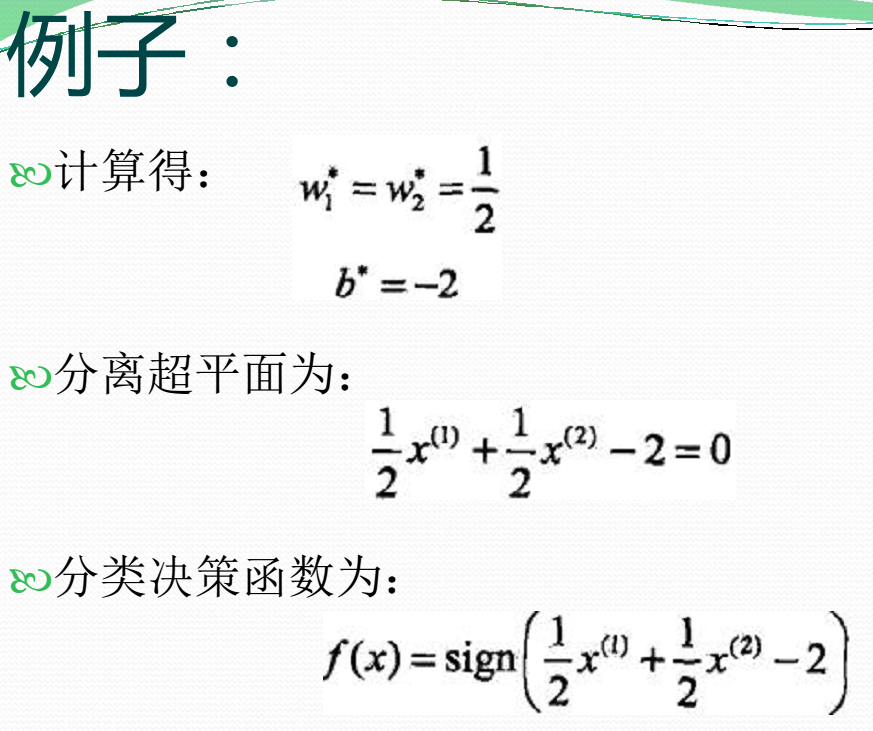 例子：
计算得：
w₁* = w₂* = 1/2
b* = −2
分离超平面为：
1/2 x⁽¹⁾ + 1/2 x⁽²⁾ − 2 = 0
分类决策函数为：
f(x) = sign(1/2 x⁽¹⁾ + 1/2 x⁽²⁾ − 2)